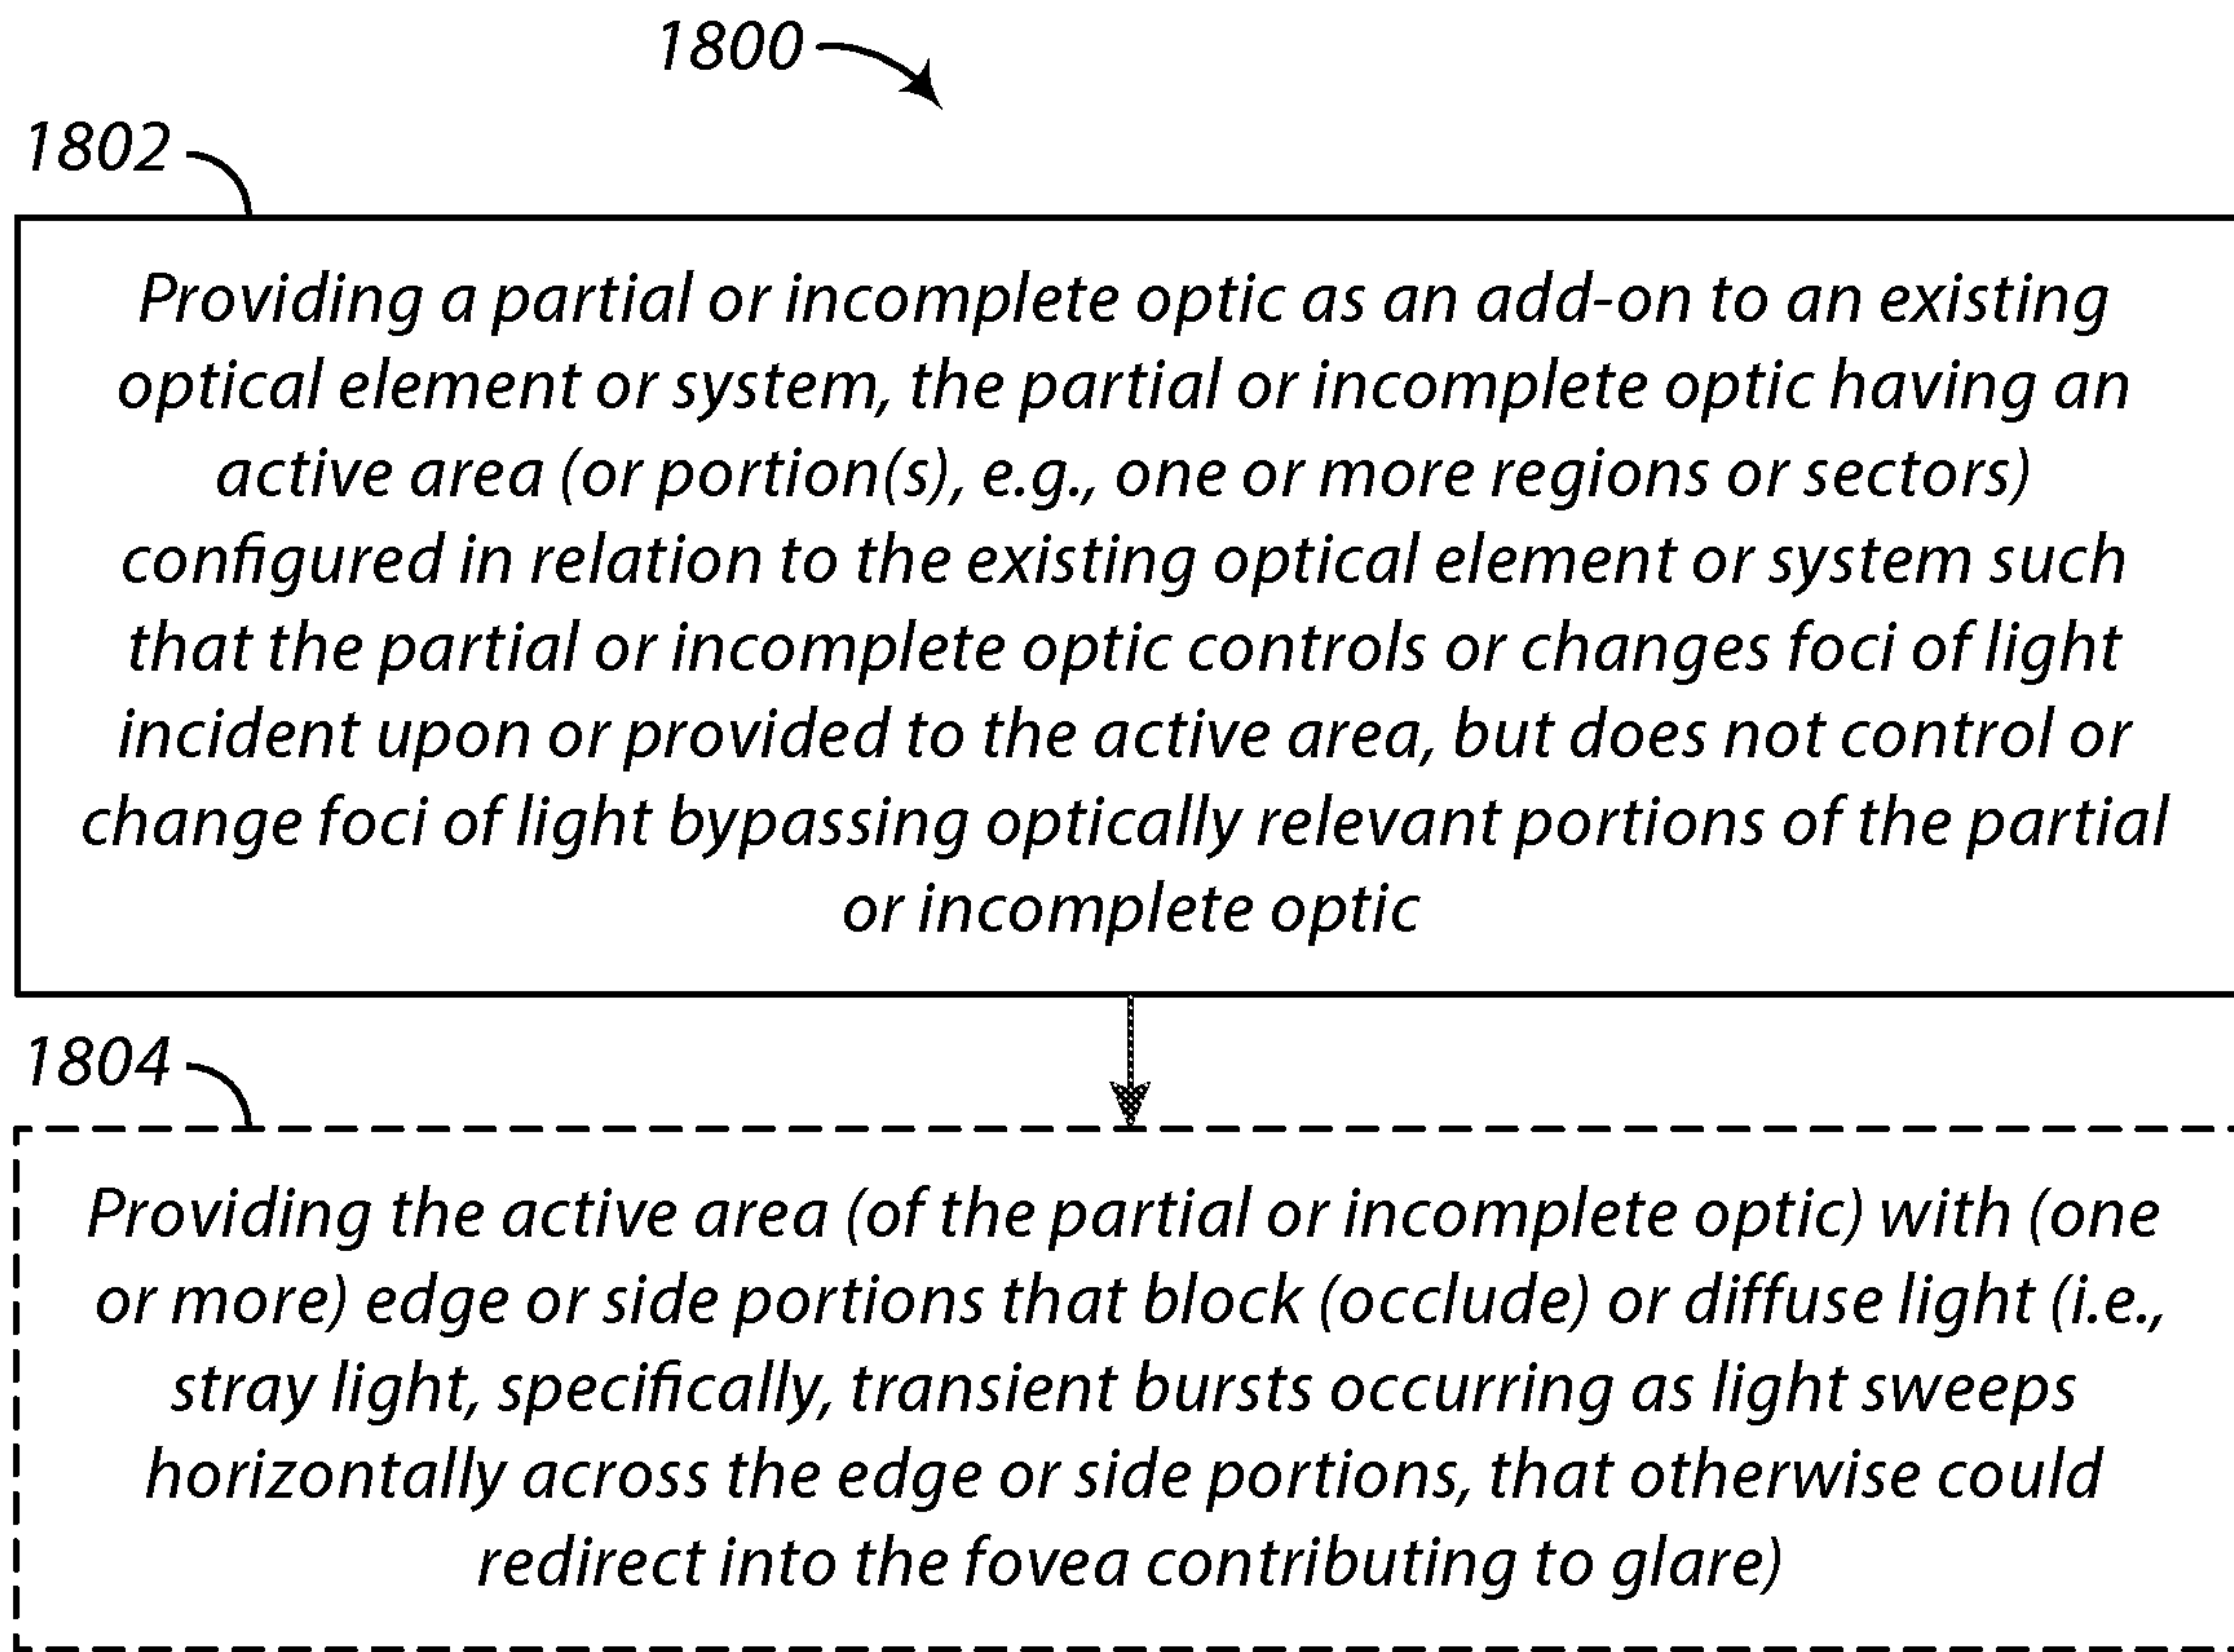 1800
1802
Providing a partial or incomplete optic as an add-on to an existing
optical element or system, the partial or incomplete optic having an
active area (or portion(s), e.g., one or more regions or sectors)
configured in relation to the existing optical element or system such
that the partial or incomplete optic controls or changes foci of light
incident upon or provided to the active area, but does not control or
change foci of light bypassing optically relevant portions of the partial
or incomplete optic
1804
Providing the active area (of the partial or incomplete optic) with (one
or more) edge or side portions that block (occlude) or diffuse light (i.e.,
stray light, specifically, transient bursts occurring as light sweeps
horizontally across the edge or side portions, that otherwise could
redirect into the fovea contributing to glare)